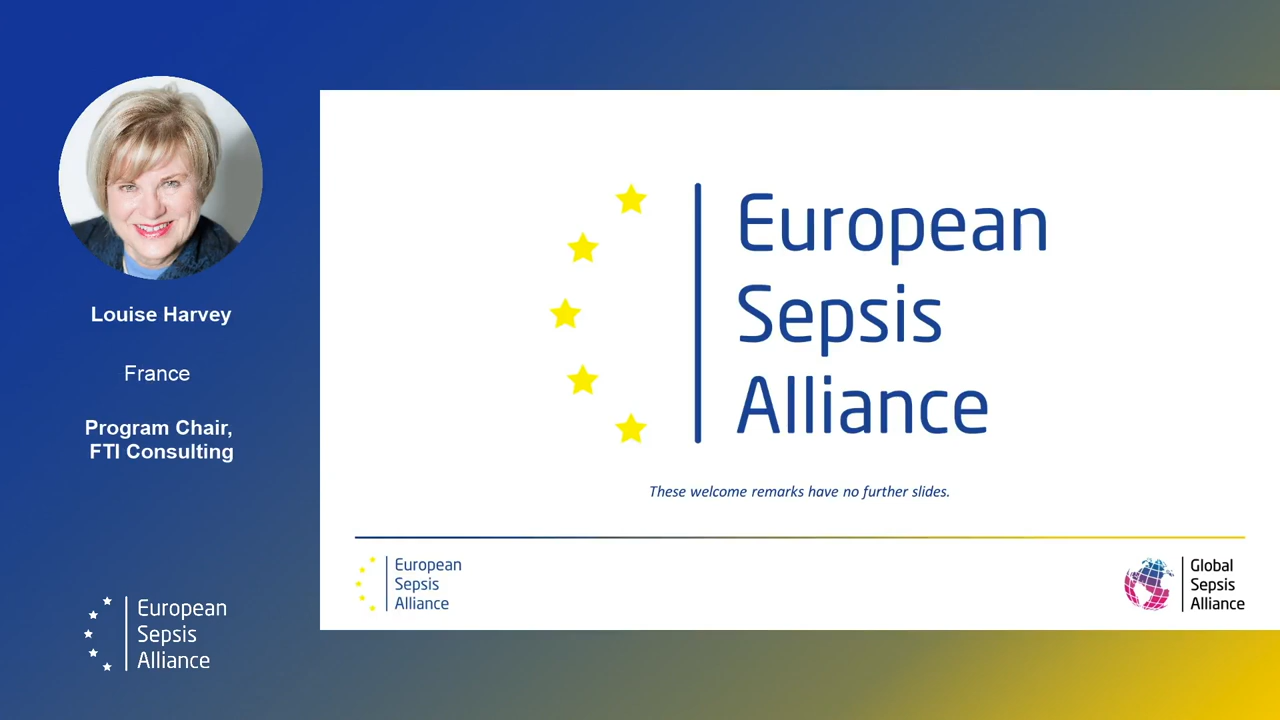 Louise Harvey
France
Program Chair,
FTI Consulting
European
Sepsis
Alliance
European
Sepsis
Alliance
These welcome remarks have no further slides.
European
Sepsis
Alliance
Global
Sepsis
Alliance